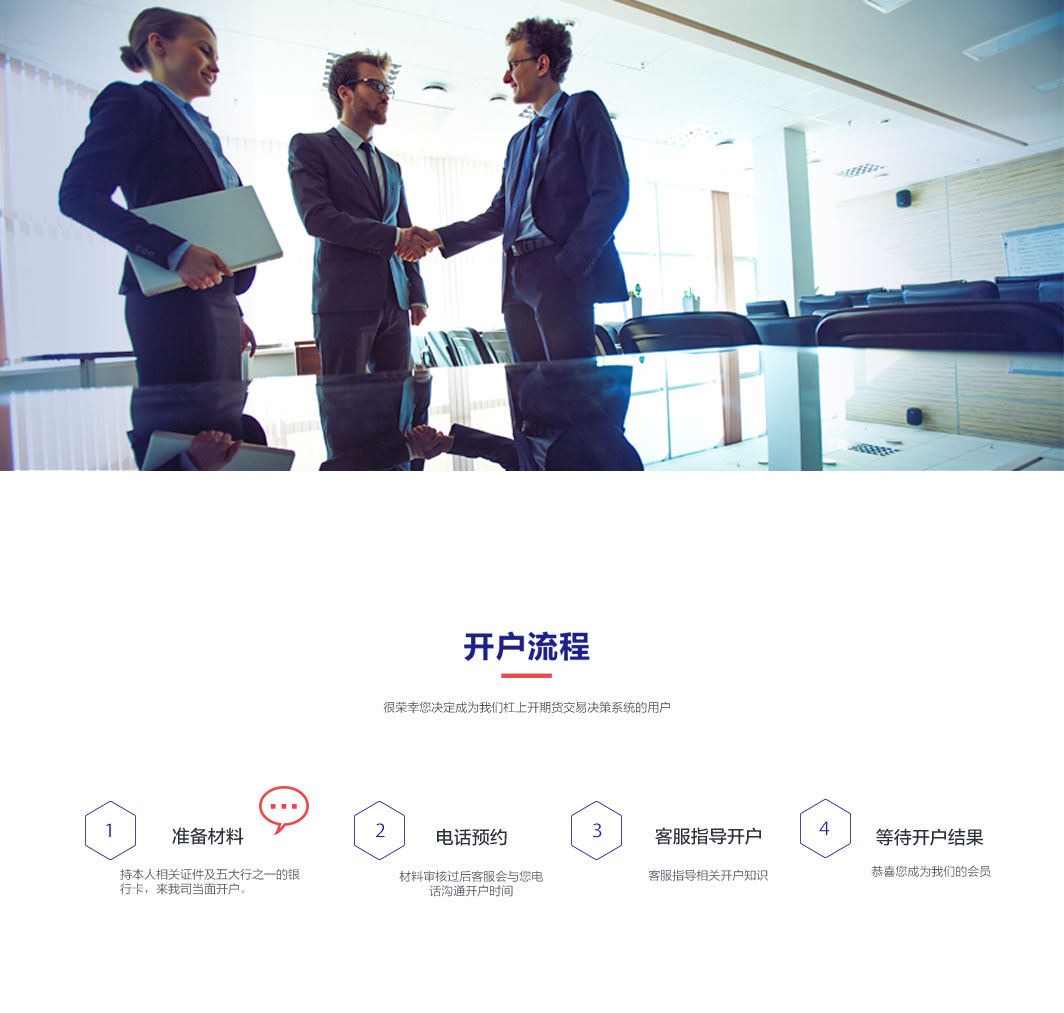 开户流程
很荣幸您决定成为我们杠上开期货交易决策系统的用户
1
准备材料
持本人相关证件及五大行之一的银
行卡，来我司当面开户。
2
电话预约
材料审核过后客服会与您电
话沟通开户时间
3
客服指导开户
客服指导相关开户知识
4
等待开户结果
恭喜您成为我们的会员